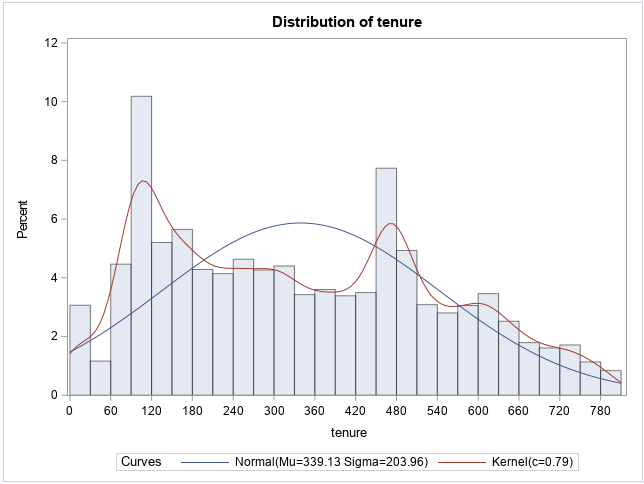 Distribution of tenure
12
10
8
6
4
2
0
Percent
0 60 120 180 240 300 360 420 480 540 600 660 720 780
tenure
Curves Normal(Mu=339.13 Sigma=203.96) Kernel(c=0.79)